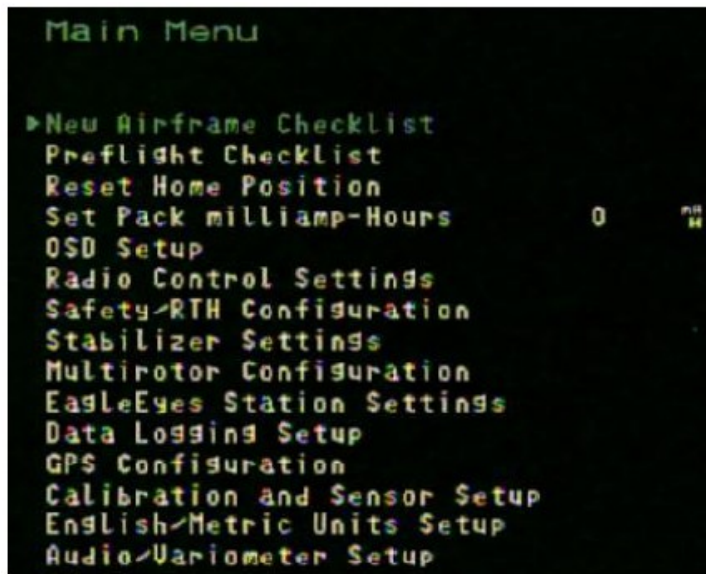 Main Menu
▶New Airframe Checklist
Preflight Checklist
Reset Home Position
Set Pack milliamp-Hours 0 mAH
OSD Setup
Radio Control Settings
Safety/RTH Configuration
Stabilizer Settings
Multirotor Configuration
EagleEyes Station Settings
Data Logging Setup
GPS Configuration
Calibration and Sensor Setup
English/Metric Units Setup
Audio/Variometer Setup